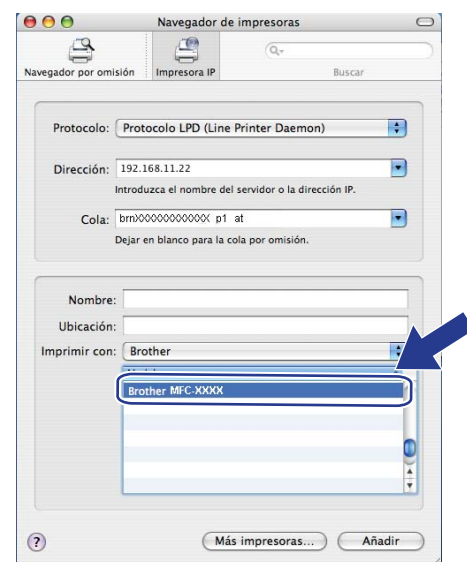 Navegador de impresoras
Navegador por omisión
Impresora IP
Buscar
Protocolo: Protocolo LPD (Line Printer Daemon)
Dirección: 192.168.11.22
Introduzca el nombre del servidor o la dirección IP.
Cola: brnXXXXXXXXXXXX p1 at
Dejar en blanco para la cola por omisión.
Nombre:
Ubicación:
Imprimir con: Brother
Brother MFC-XXXX
?
Más impresoras...
Añadir